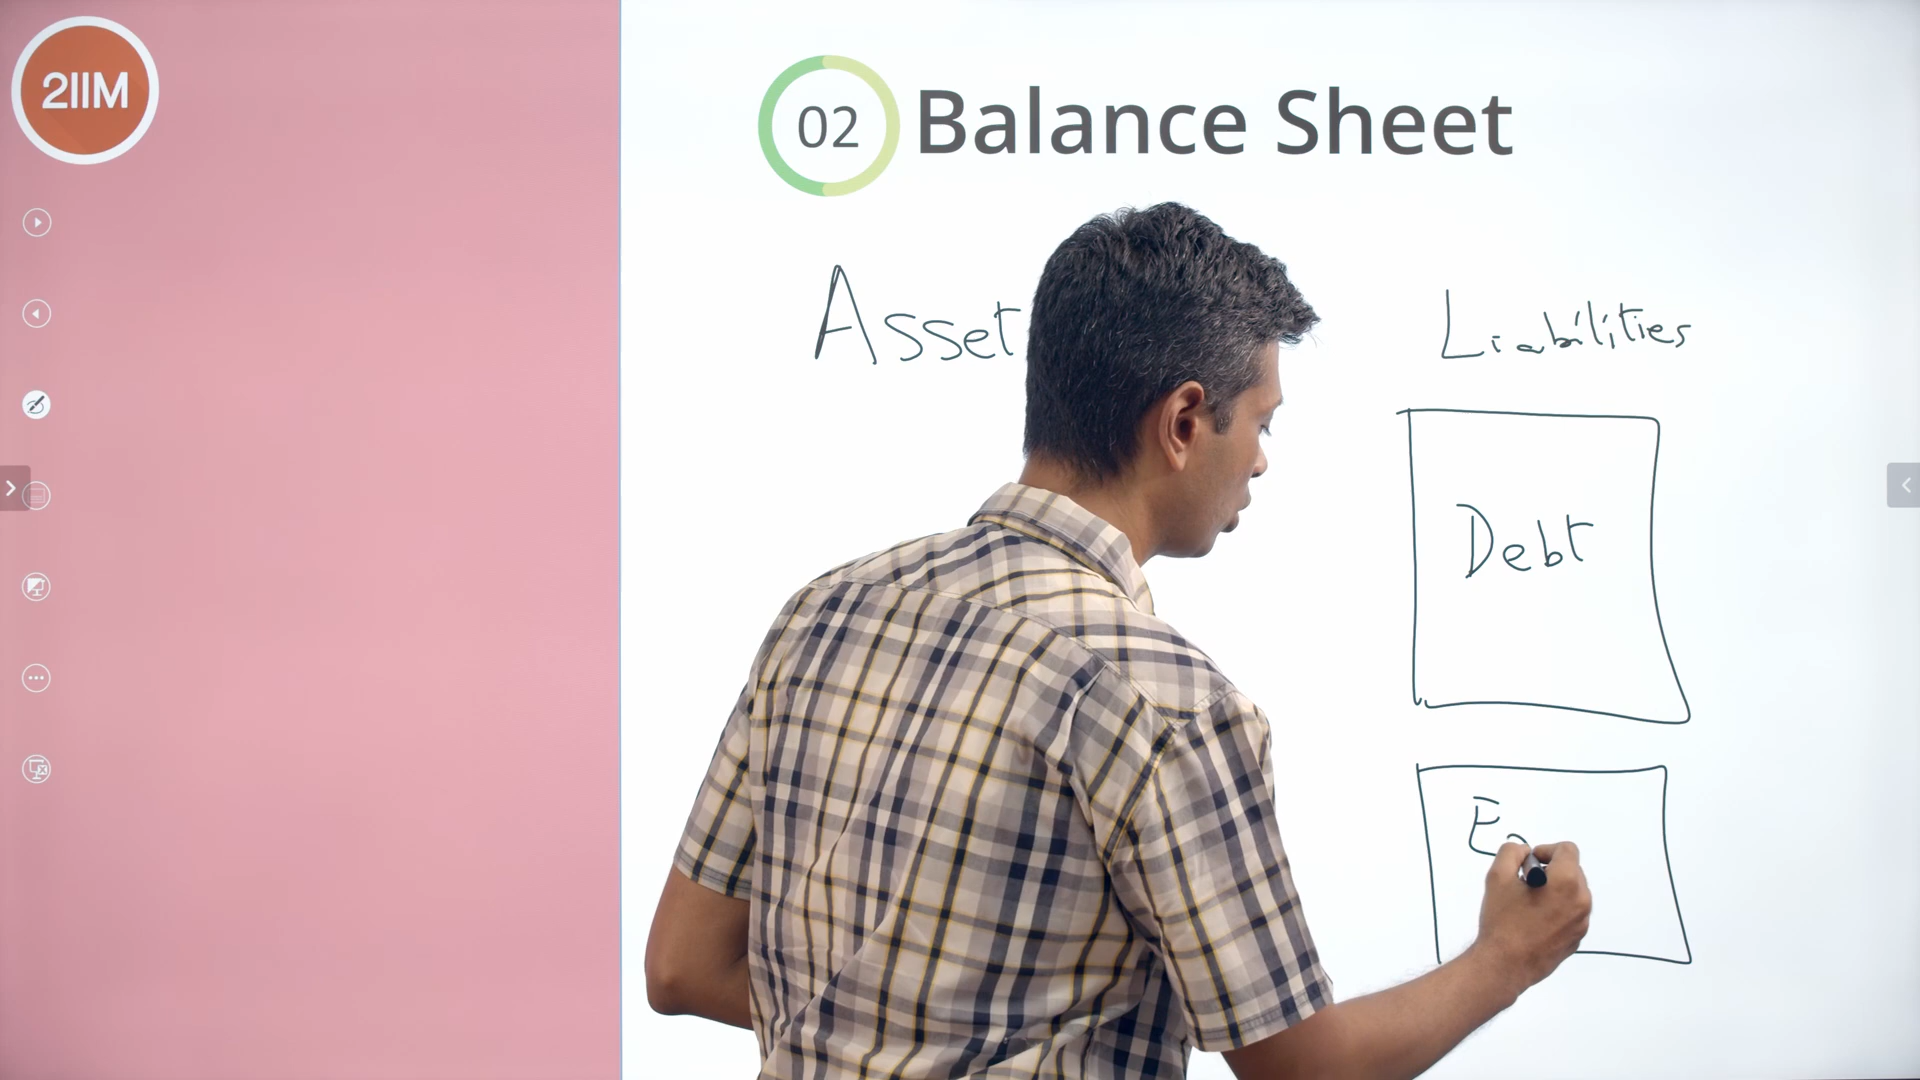 2IIM
02 Balance Sheet
Asset
Liabilities
Debt